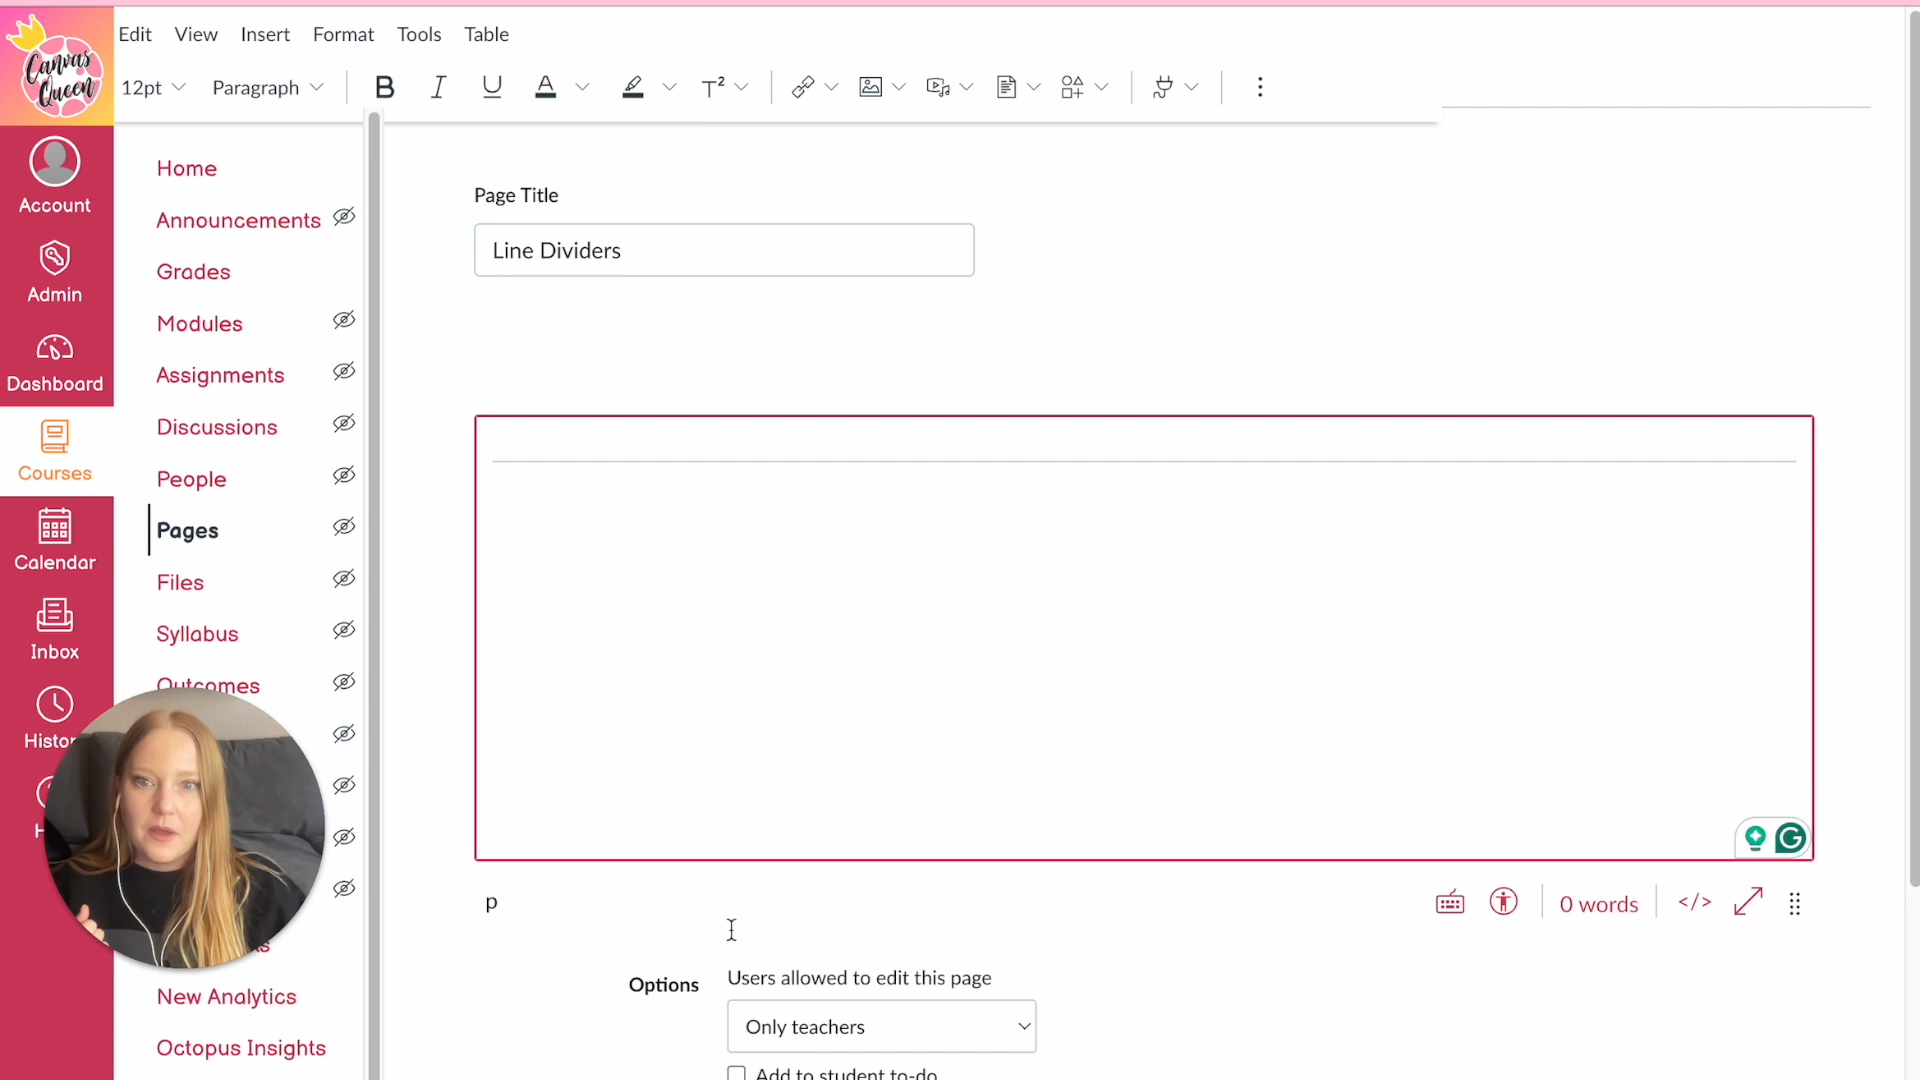 Canvas
Queen
Edit View Insert Format Tools Table
12pt Paragraph B I U A T²
Account
Admin
Dashboard
Courses
Calendar
Inbox
Home
Announcements
Grades
Modules
Assignments
Discussions
People
Pages
Files
Syllabus
Outcomes
New Analytics
Octopus Insights
Page Title
Line Dividers
p
0 words </>
Options
Users allowed to edit this page
Only teachers
Add to student to-do